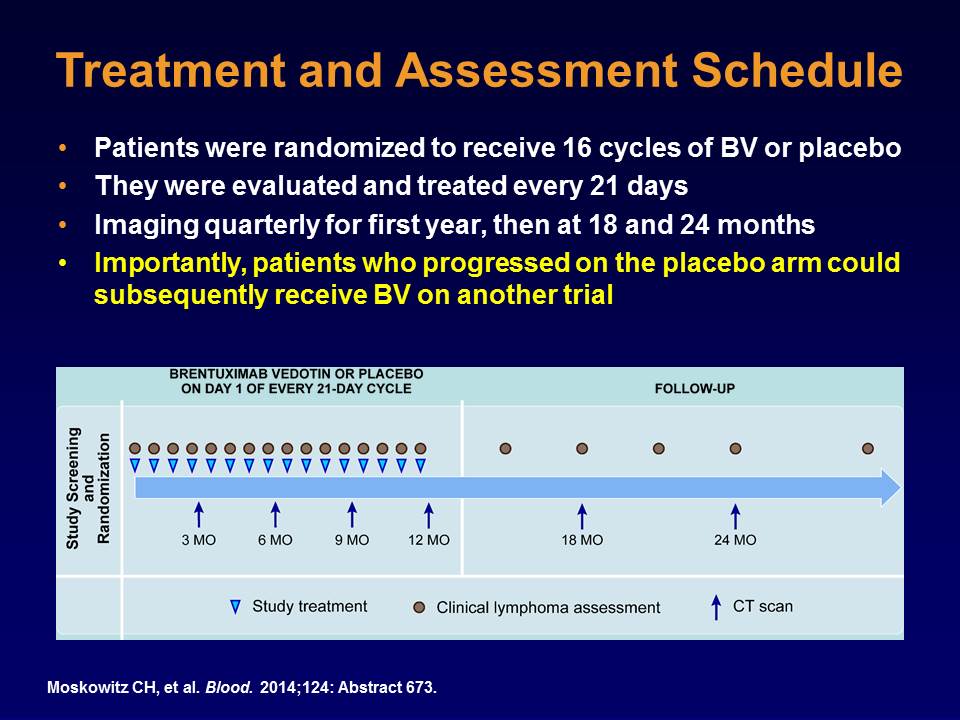 Treatment and Assessment Schedule
• Patients were randomized to receive 16 cycles of BV or placebo
• They were evaluated and treated every 21 days
• Imaging quarterly for first year, then at 18 and 24 months
• Importantly, patients who progressed on the placebo arm could
subsequently receive BV on another trial
BRENTUXIMAB VEDOTIN OR PLACEBO
ON DAY 1 OF EVERY 21-DAY CYCLE
FOLLOW-UP
Study Screening
and
Randomization
3 MO
6 MO
9 MO
12 MO
18 MO
24 MO
Study treatment
Clinical lymphoma assessment
CT scan
Moskowitz CH, et al. Blood. 2014;124: Abstract 673.